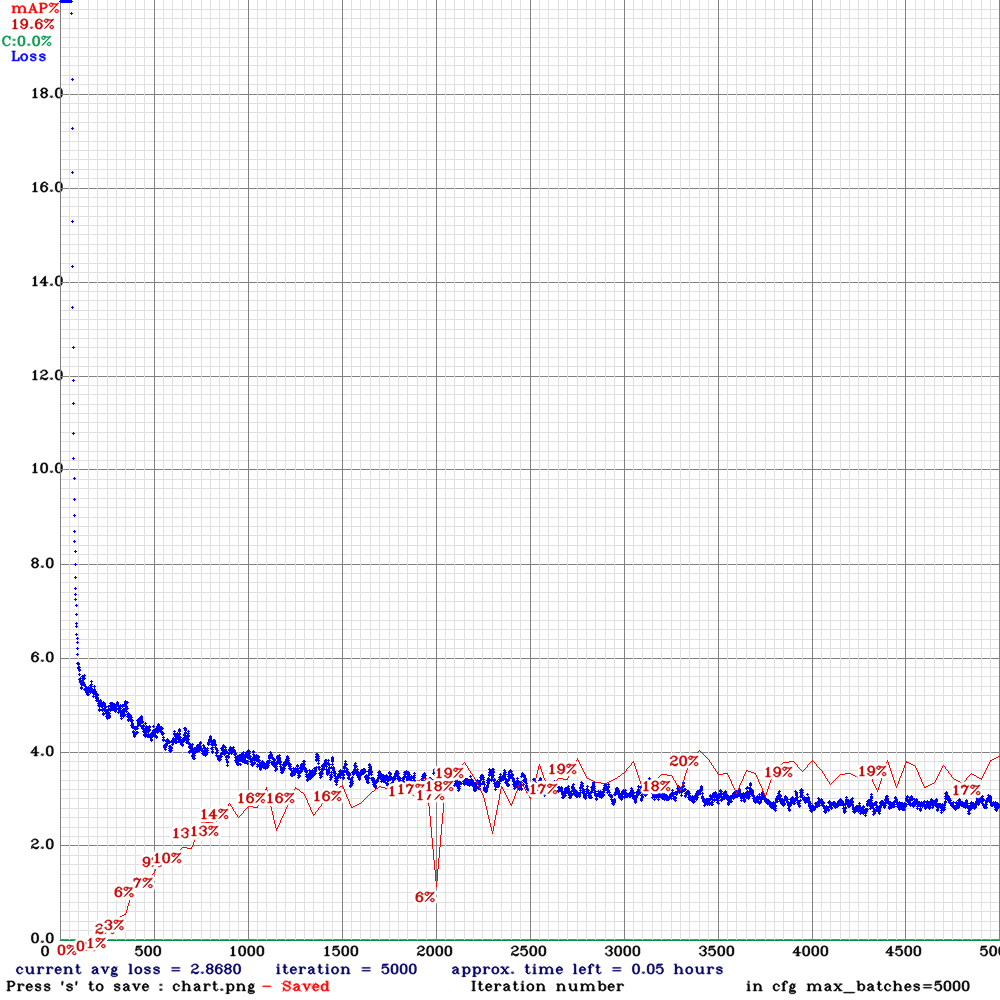 mAP%
19.6%
C:0.0%
Loss
18.0
16.0
14.0
12.0
10.0
8.0
6.0
4.0
20%
19% 19% 19% 19%
6% 7% 9% 10% 13% 13% 14% 16% 16% 16% 17% 18% 17% 18% 17%
2.0
6%
3%
1%
0%
0.0
0 500 1000 1500 2000 2500 3000 3500 4000 4500
current avg loss = 2.8680 iteration = 5000 approx. time left = 0.05 hours
Press 's' to save : chart.png - Saved Iteration number in cfg max_batches=5000